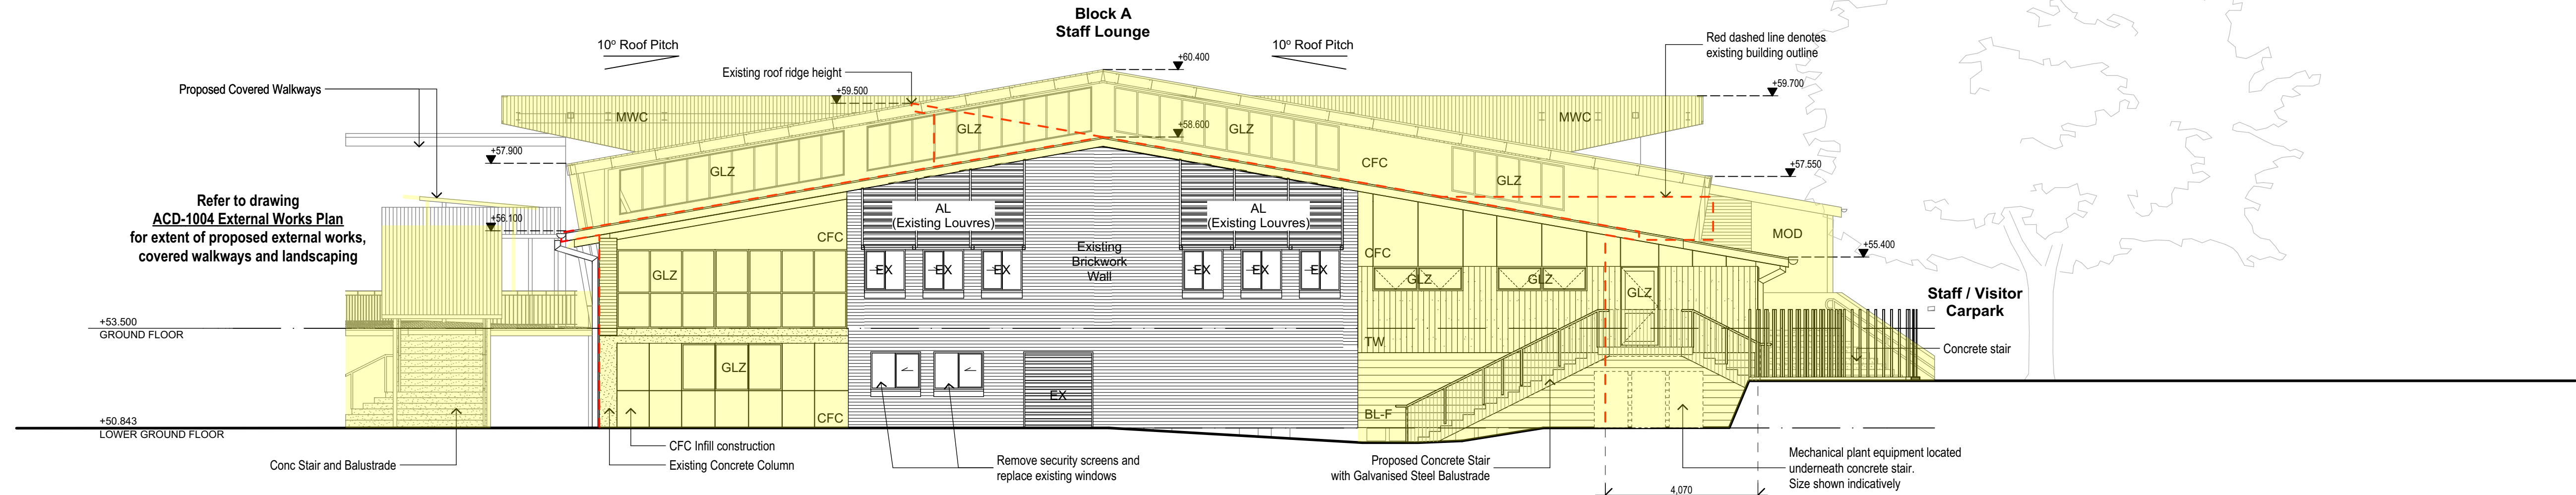 Block A
Staff Lounge
10º Roof Pitch
10º Roof Pitch
Red dashed line denotes
existing building outline
+60.400
Existing roof ridge height
+59.700
Proposed Covered Walkways
+59.500
MWC
MWC
GLZ
+58.600
GLZ
+57.900
CFC
+57.550
GLZ
GLZ
Refer to drawing
ACD-1004 External Works Plan
for extent of proposed external works,
covered walkways and landscaping
AL
(Existing Louvres)
AL
(Existing Louvres)
+56.100
CFC
MOD
Existing
Brickwork
Wall
+55.400
CFC
GLZ
EX
EX
EX
EX
EX
EX
GLZ
GLZ
GLZ
Staff / Visitor
Carpark
+53.500
GROUND FLOOR
TW
Concrete stair
GLZ
EX
BL-F
CFC
+50.843
LOWER GROUND FLOOR
CFC Infill construction
Conc Stair and Balustrade
Existing Concrete Column
Remove security screens and
replace existing windows
Proposed Concrete Stair
with Galvanised Steel Balustrade
Mechanical plant equipment located
underneath concrete stair.
Size shown indicatively
4,070